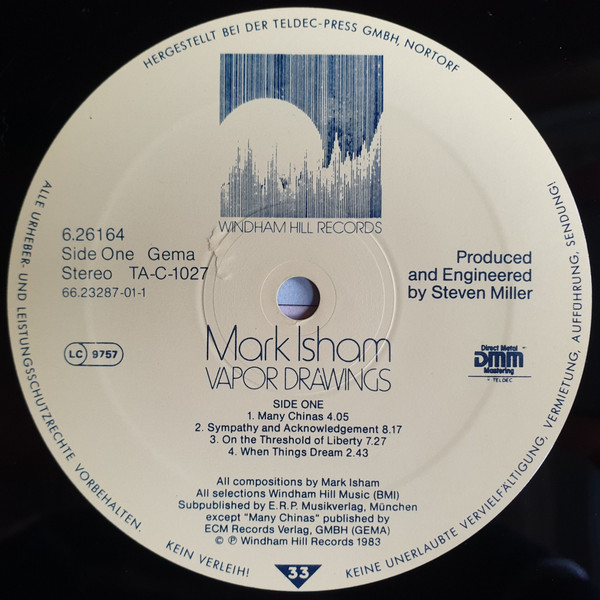 HERGESTELLT BEI DER TELDEC-PRESS GMBH, NORTORF
WINDHAM HILL RECORDS
6.26164
Side One Gema
Stereo TA-C-1027
66.23287-01-1
Produced
and Engineered
by Steven Miller
LC 9757
Direct Metal
DMM
Mastering
TELDEC
Mark Isham
VAPOR DRAWINGS
SIDE ONE
1. Many Chinas 4.05
2. Sympathy and Acknowledgement 8.17
3. On the Threshold of Liberty 7.27
4. When Things Dream 2.43
All compositions by Mark Isham
All selections Windham Hill Music (BMI)
Subpublished by E.R.P. Musikverlag, München
except "Many Chinas" published by
ECM Records Verlag, GMBH (GEMA)
© ℗ Windham Hill Records 1983
33
ALLE URHEBER- UND LEISTUNGSSCHUTZRECHTE VORBEHALTEN.
KEIN VERLEIH!
KEINE UNERLAUBTE VERVIELFÄLTIGUNG, VERMIETUNG, AUFFÜHRUNG, SENDUNG!